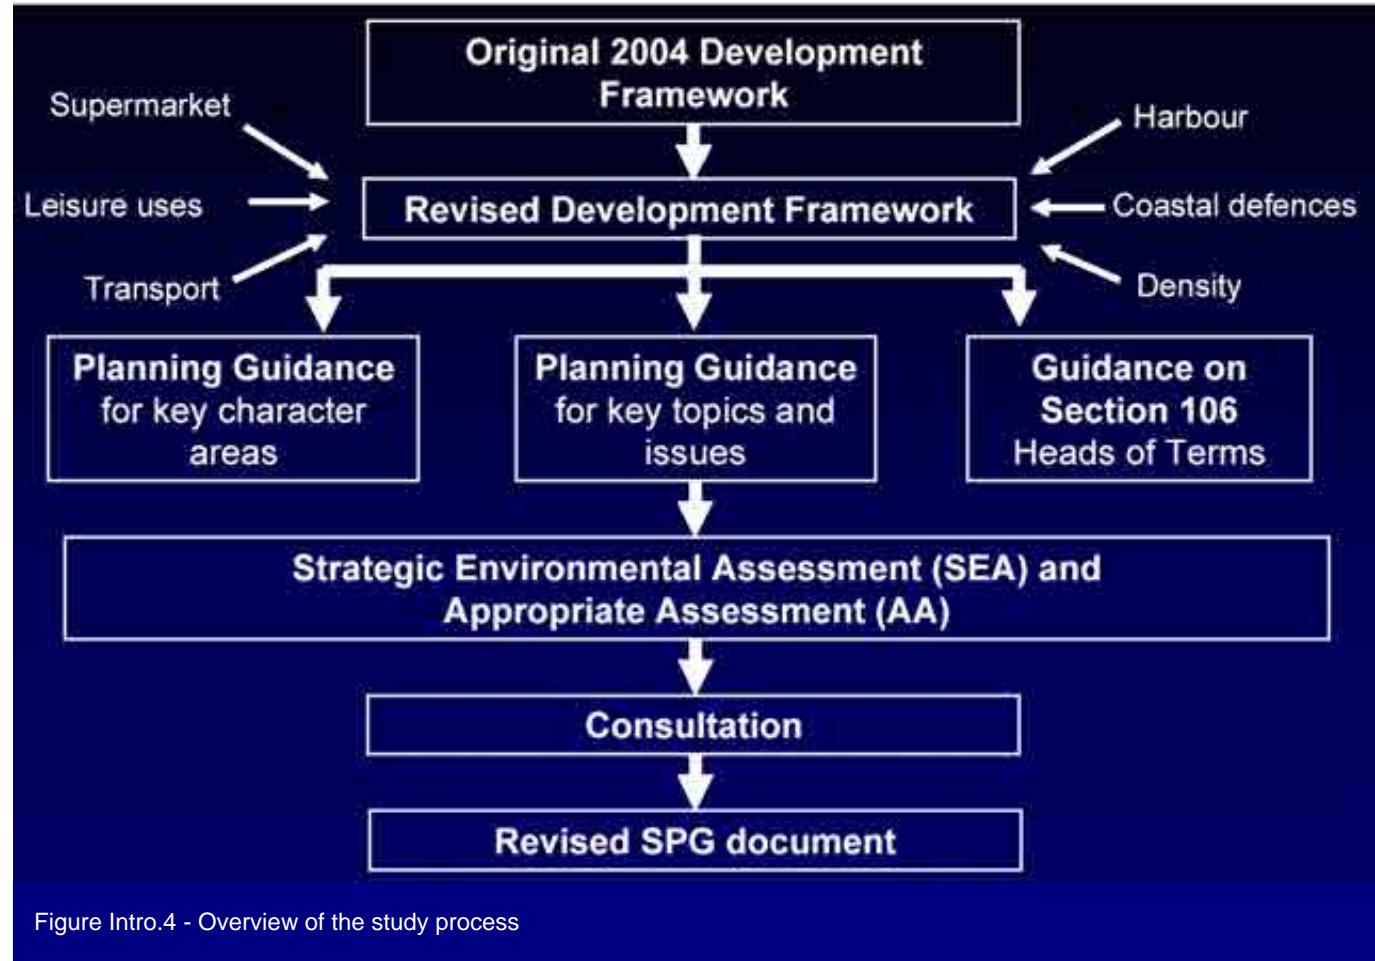 Original 2004 Development
Framework
Supermarket
Harbour
Leisure uses
Revised Development Framework
Coastal defences
Transport
Density
Planning Guidance
for key character
areas
Planning Guidance
for key topics and
issues
Guidance on
Section 106
Heads of Terms
Strategic Environmental Assessment (SEA) and
Appropriate Assessment (AA)
Consultation
Revised SPG document
Figure Intro.4 - Overview of the study process